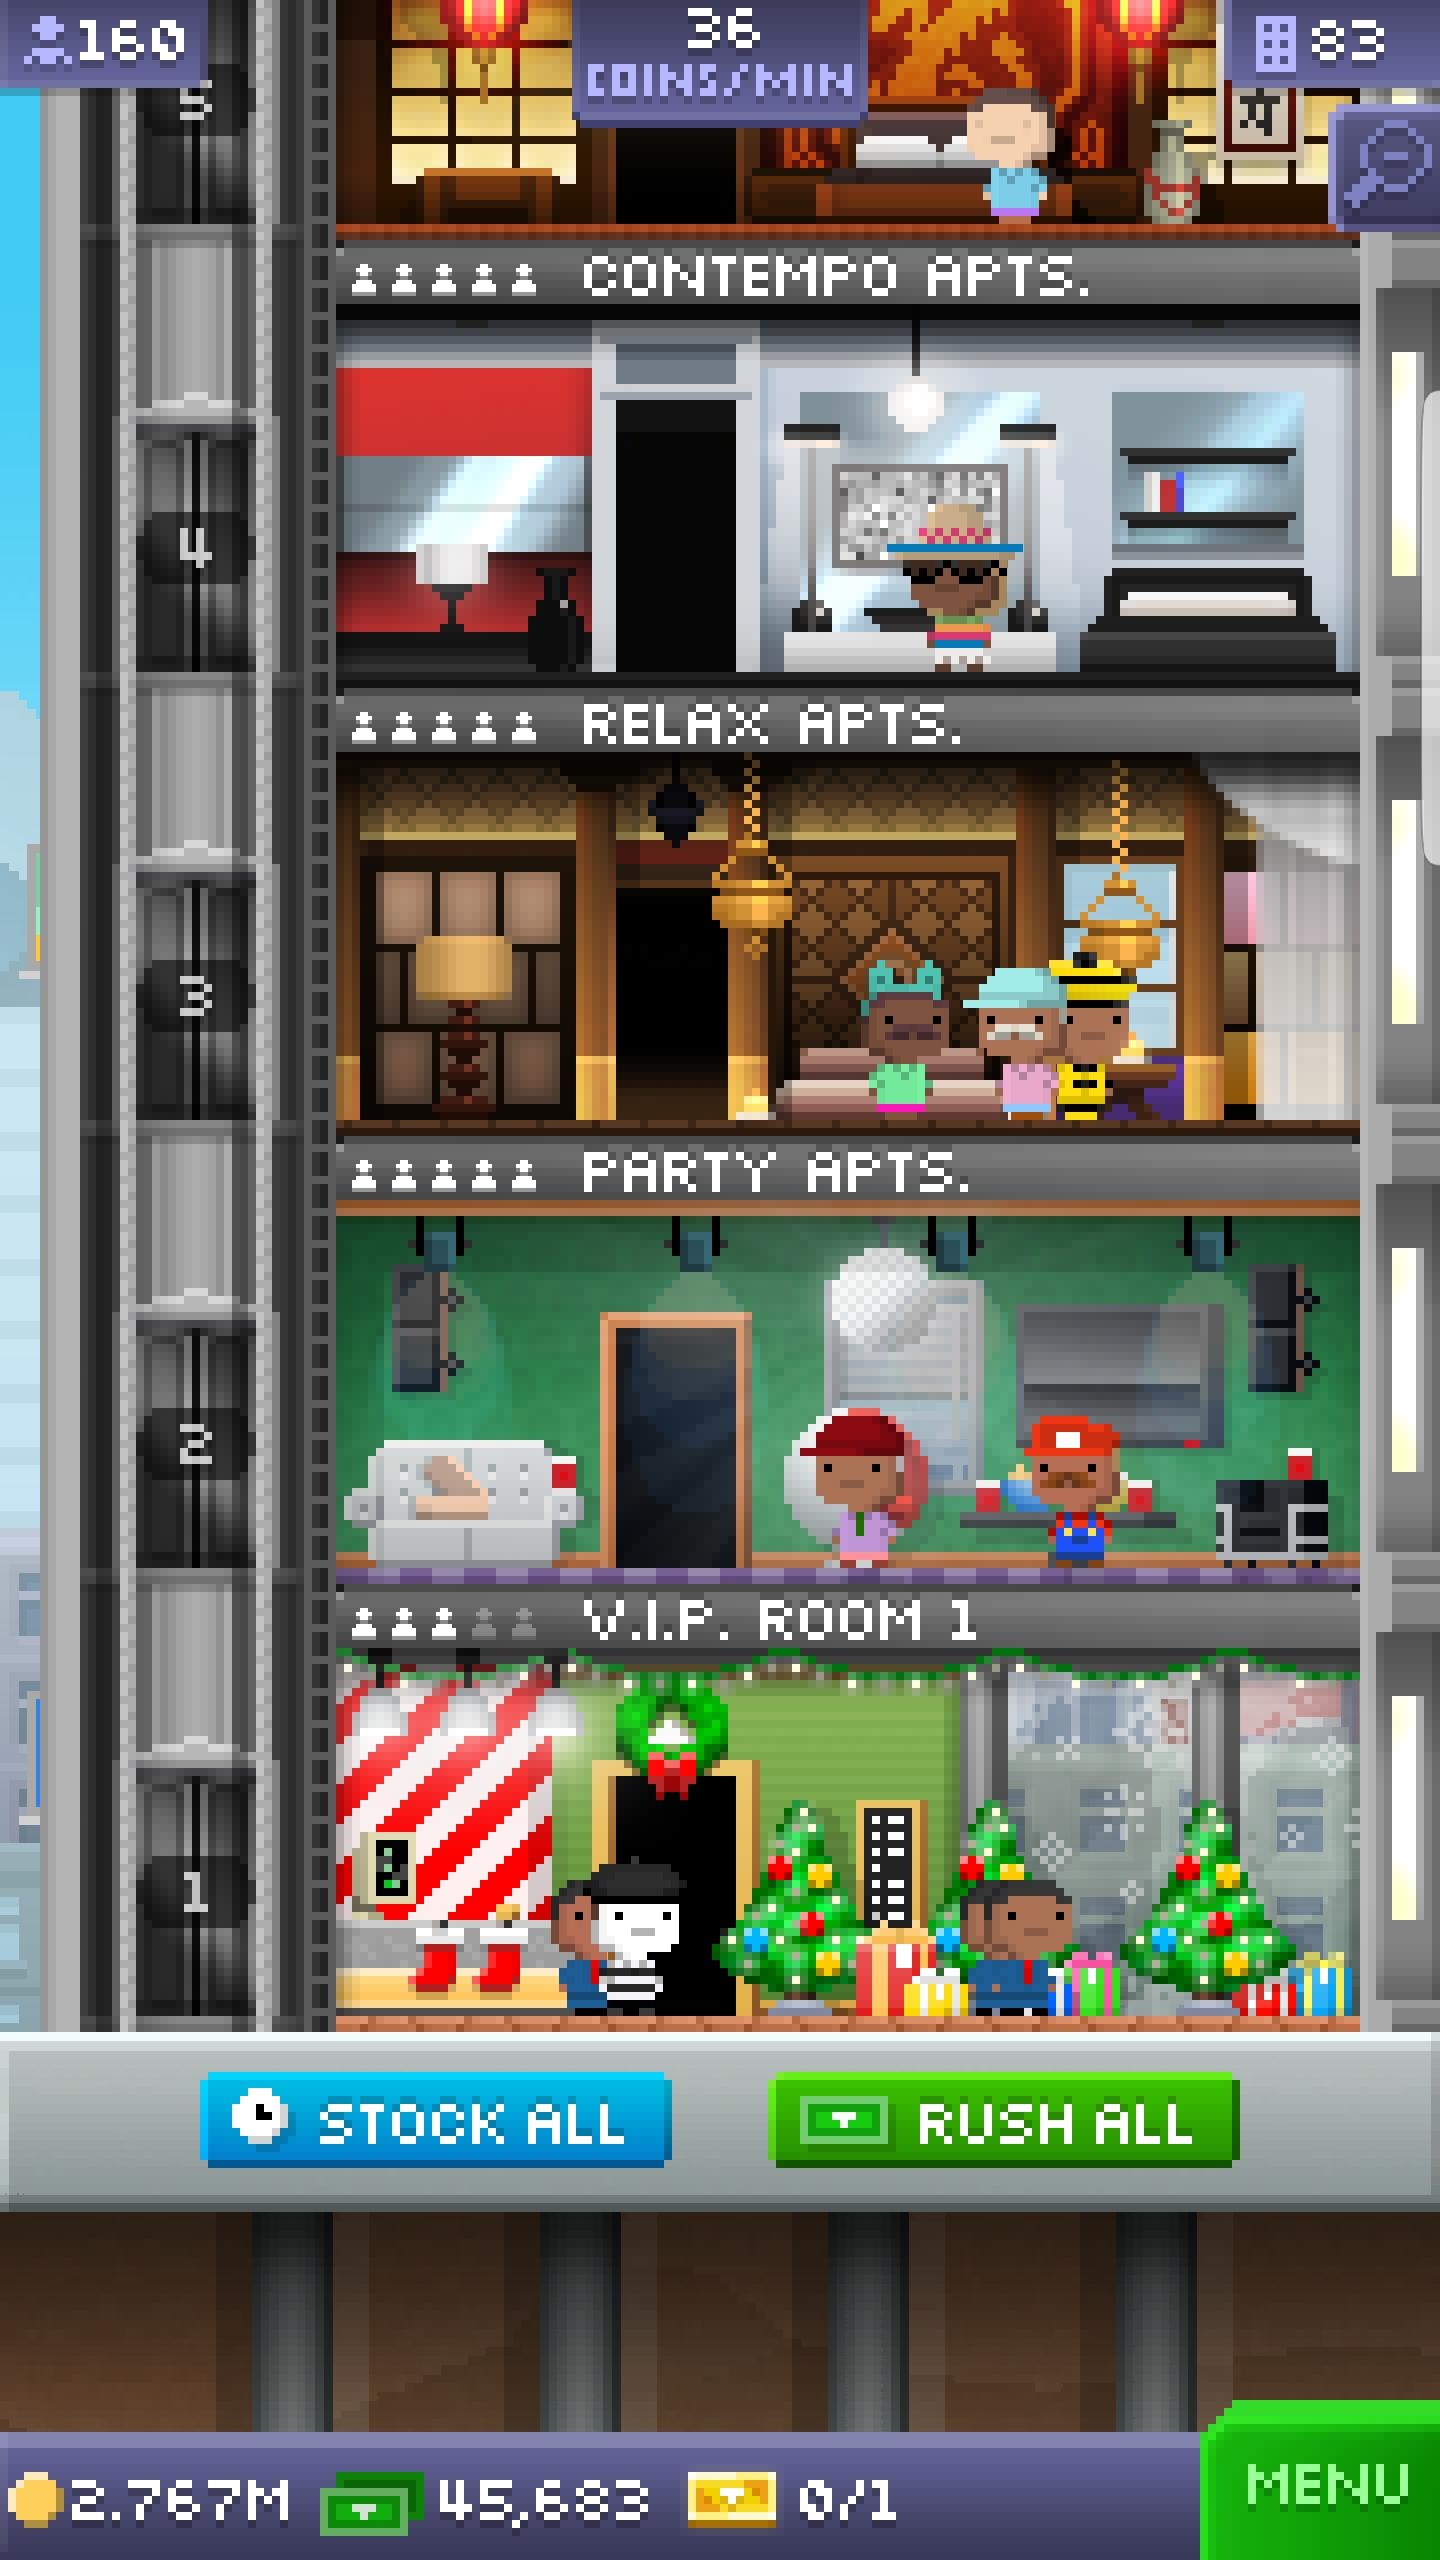 160
36
COINS/MIN
83
5
CONTEMPO APTS.
4
RELAX APTS.
3
PARTY APTS.
2
V.I.P. ROOM 1
1
STOCK ALL
RUSH ALL
2.767M
45,683
0/1
MENU